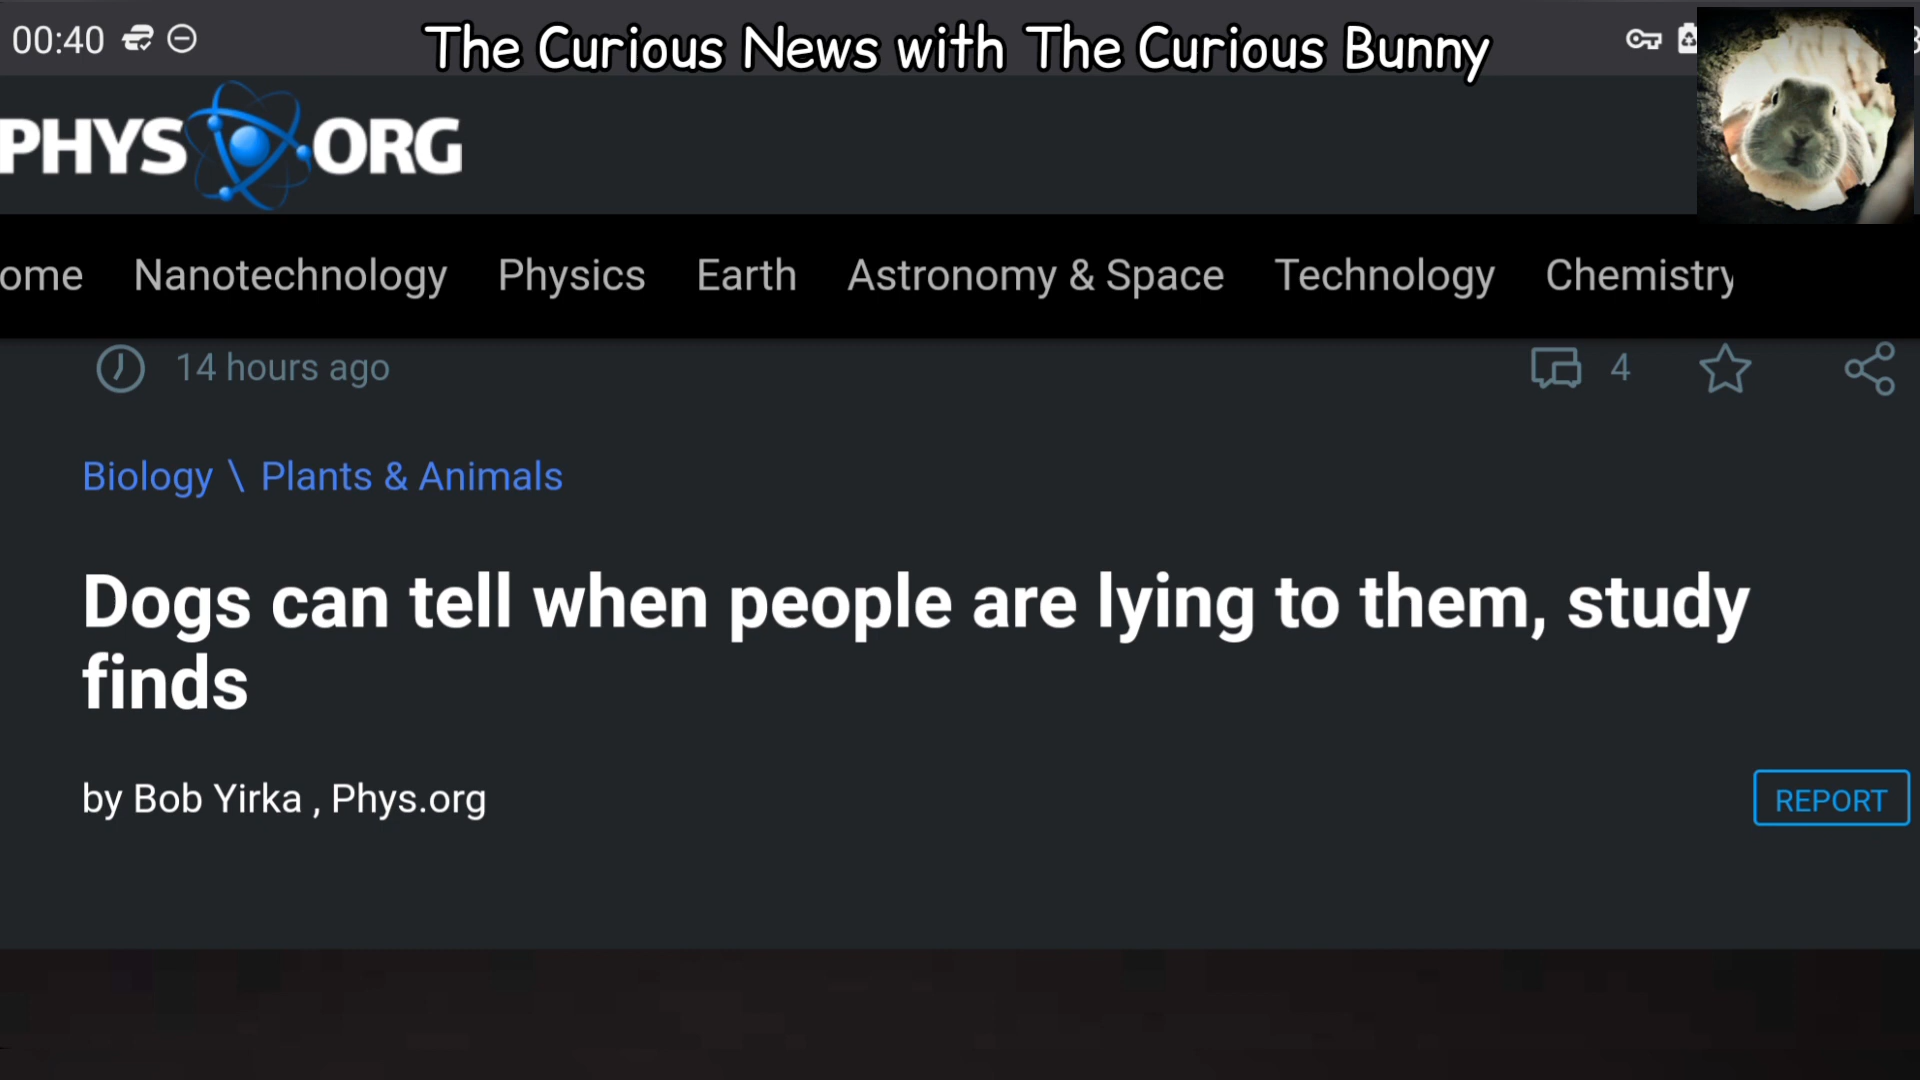 00:40
The Curious News with The Curious Bunny
PHYS ORG
ome Nanotechnology Physics Earth Astronomy & Space Technology Chemistry
14 hours ago 4
Biology \ Plants & Animals
Dogs can tell when people are lying to them, study
finds
by Bob Yirka , Phys.org
REPORT